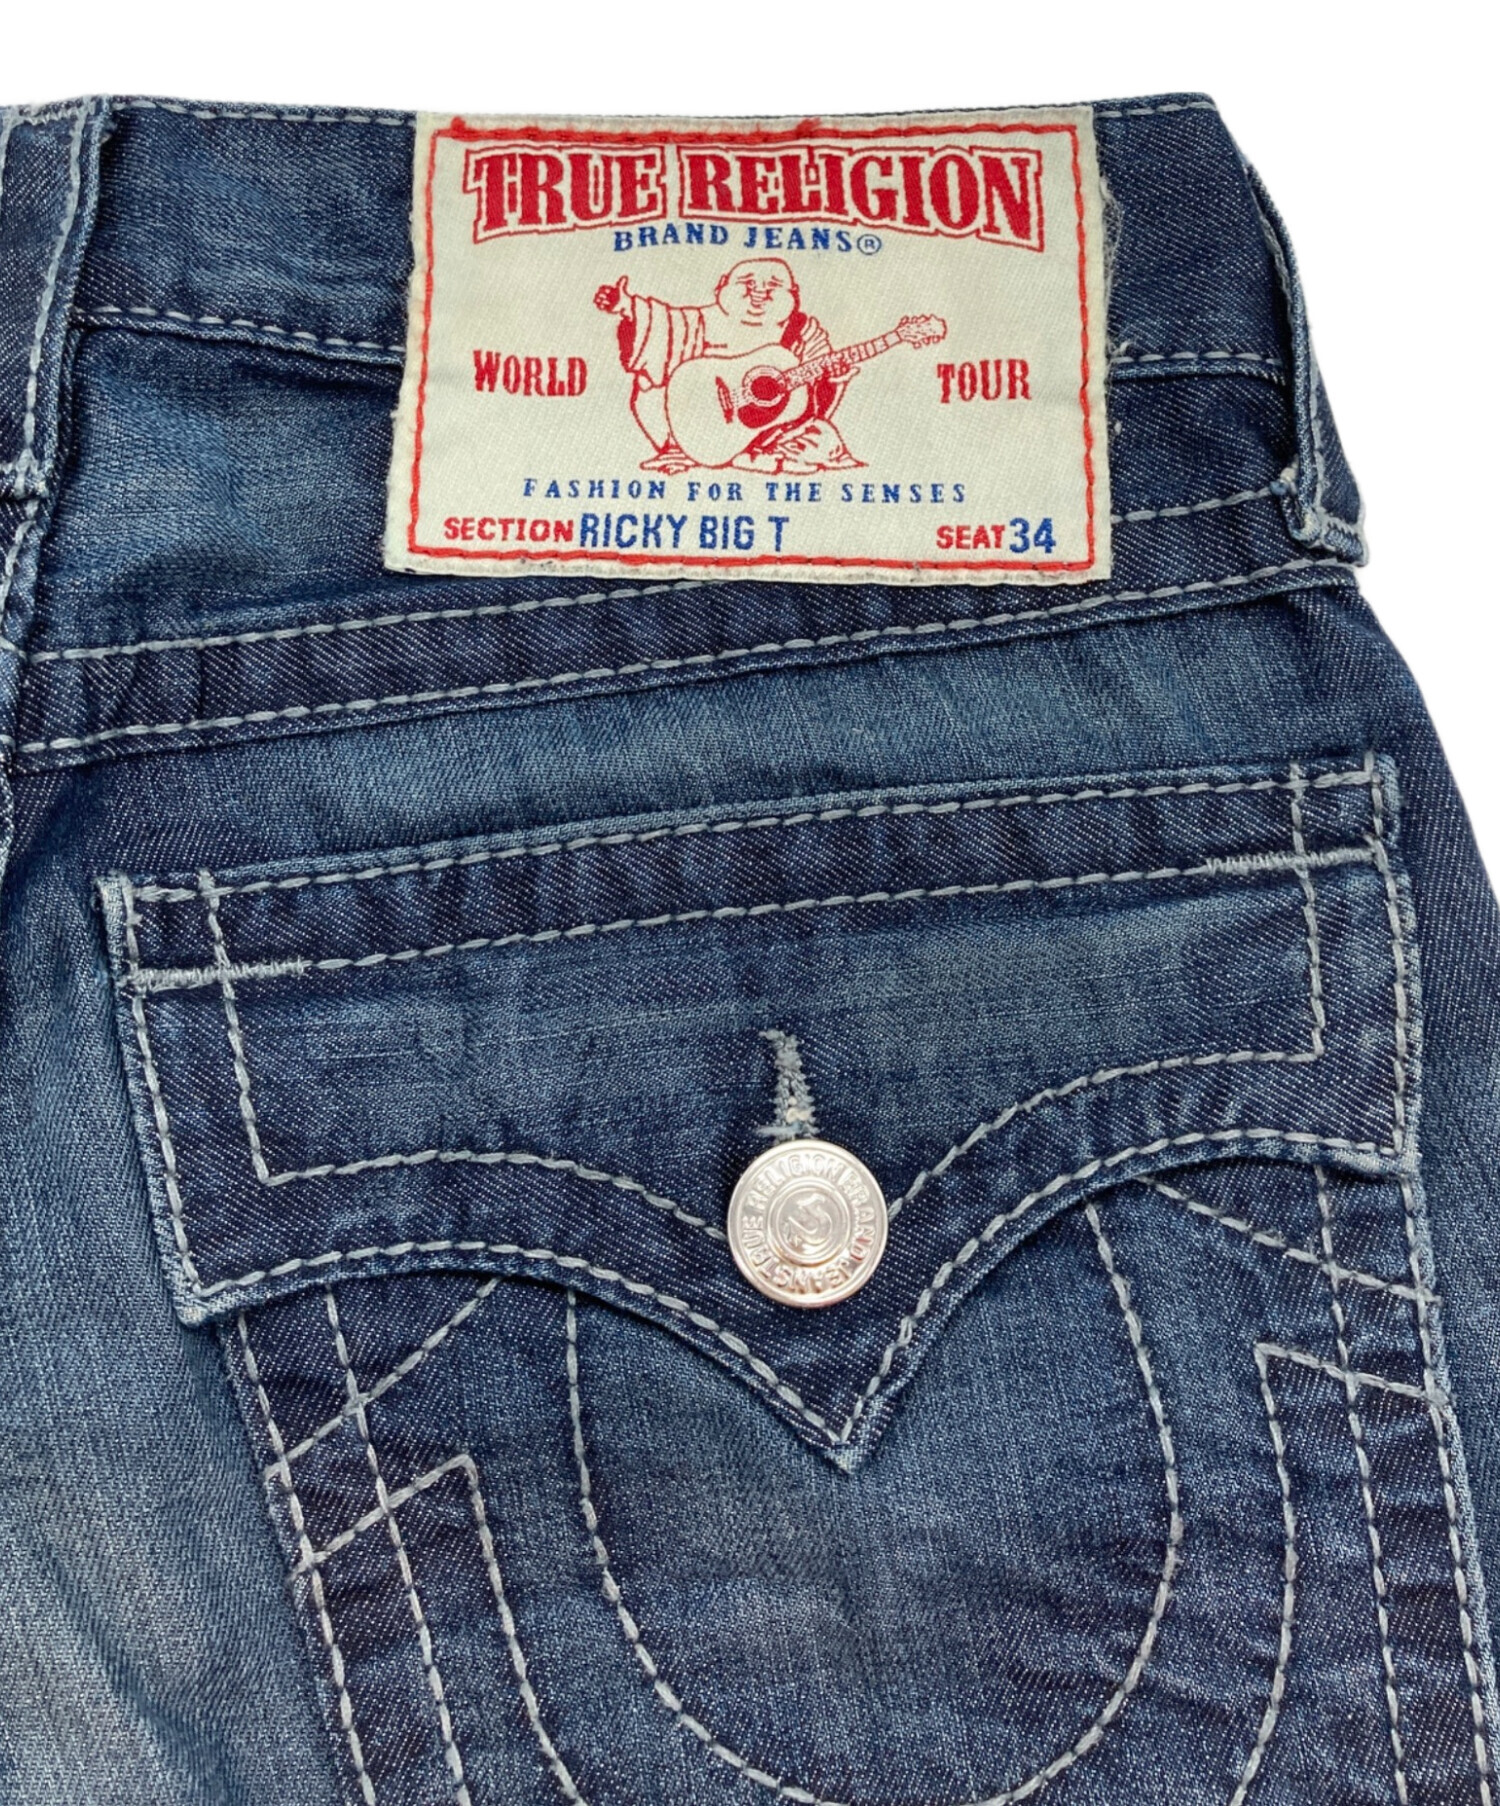 TRUE RELIGION
BRAND JEANS®
WORLD TOUR
FASHION FOR THE SENSES
SECTION RICKY BIG T SEAT 34
TRUE RELIGION BRAND JEANS